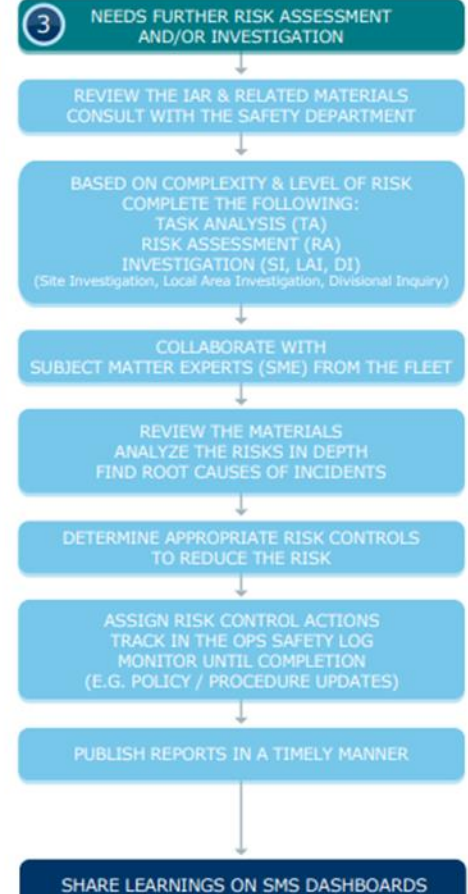 3
NEEDS FURTHER RISK ASSESSMENT
AND/OR INVESTIGATION
REVIEW THE IAR & RELATED MATERIALS
CONSULT WITH THE SAFETY DEPARTMENT
BASED ON COMPLEXITY & LEVEL OF RISK
COMPLETE THE FOLLOWING:
TASK ANALYSIS (TA)
RISK ASSESSMENT (RA)
INVESTIGATION (SI, LAI, DI)
(Site Investigation, Local Area Investigation, Divisional Inquiry)
COLLABORATE WITH
SUBJECT MATTER EXPERTS (SME) FROM THE FLEET
REVIEW THE MATERIALS
ANALYZE THE RISKS IN DEPTH
FIND ROOT CAUSES OF INCIDENTS
DETERMINE APPROPRIATE RISK CONTROLS
TO REDUCE THE RISK
ASSIGN RISK CONTROL ACTIONS
TRACK IN THE OPS SAFETY LOG
MONITOR UNTIL COMPLETION
(E.G. POLICY / PROCEDURE UPDATES)
PUBLISH REPORTS IN A TIMELY MANNER
SHARE LEARNINGS ON SMS DASHBOARDS